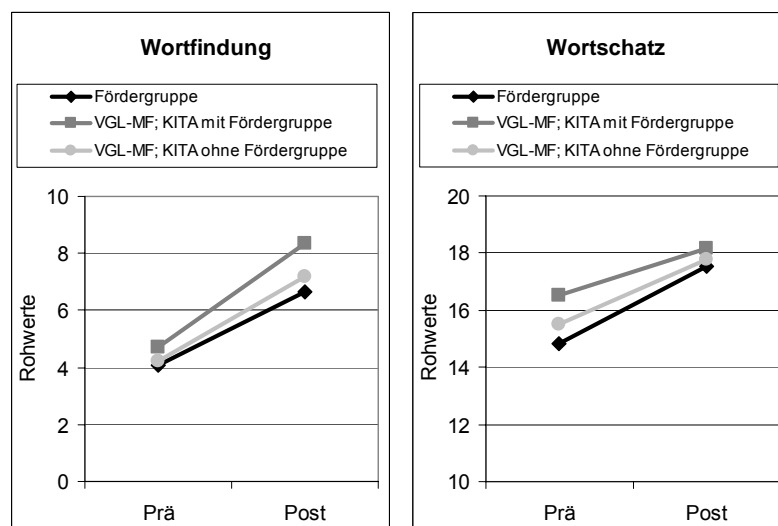 Wortfindung
Fördergruppe
VGL-MF; KITA mit Fördergruppe
VGL-MF; KITA ohne Fördergruppe
10
8
6
4
2
0
Rohwerte
Prä Post
Wortschatz
Fördergruppe
VGL-MF; KITA mit Fördergruppe
VGL-MF; KITA ohne Fördergruppe
20
18
16
14
12
10
Rohwerte
Prä Post